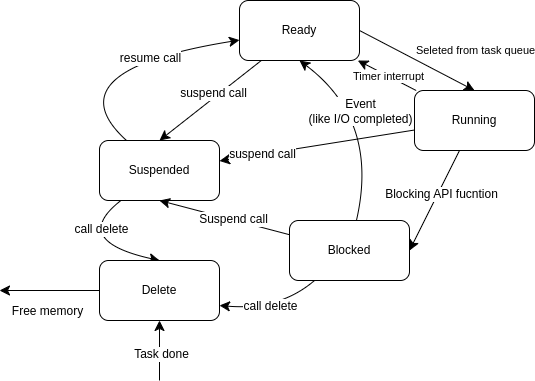 Ready
resume call
Seleted from task queue
Timer interrupt
suspend call
Event
(like I/O completed)
Running
suspend call
Suspended
Blocking API fucntion
Suspend call
call delete
Blocked
Delete
call delete
Free memory
Task done